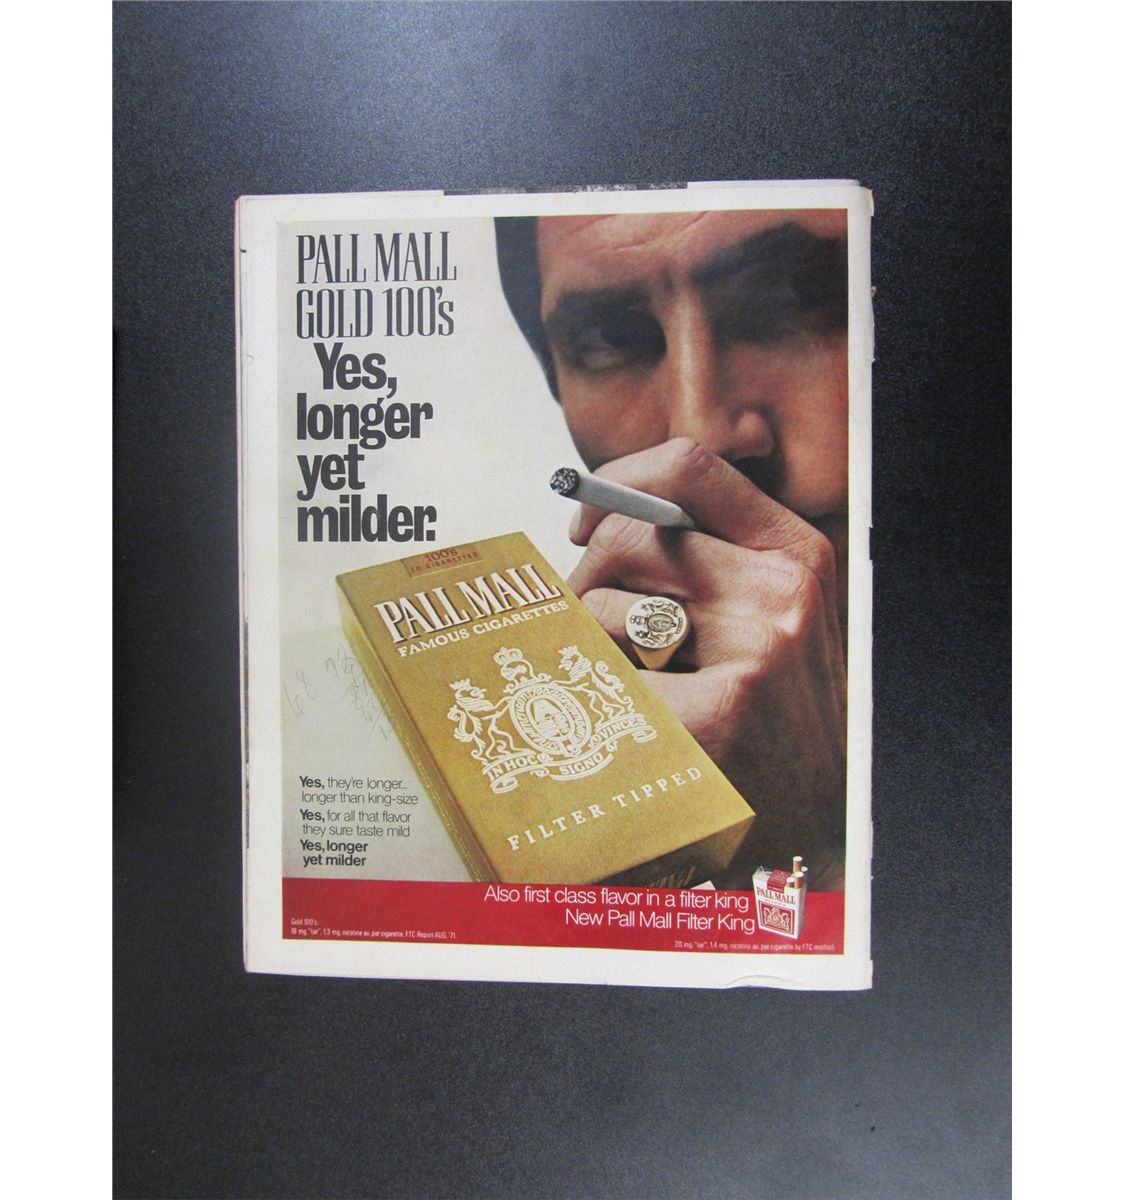 PALL MALL
GOLD 100's
Yes,
longer
yet
milder.
100's
20 CIGARETTES
PALL MALL
FAMOUS CIGARETTES
IN HOC SIGNO VINCES
FILTER TIPPED
Yes, they're longer...
longer than king-size
Yes, for all that flavor
they sure taste mild
Yes, longer
yet milder
Also first class flavor in a filter king
New Pall Mall Filter King
PALL MALL
Gold 100's.
19 mg. "tar", 1.3 mg. nicotine av. per cigarette, FTC Report AUG. '71.
20 mg. "tar", 1.4 mg. nicotine av. per cigarette by FTC method.